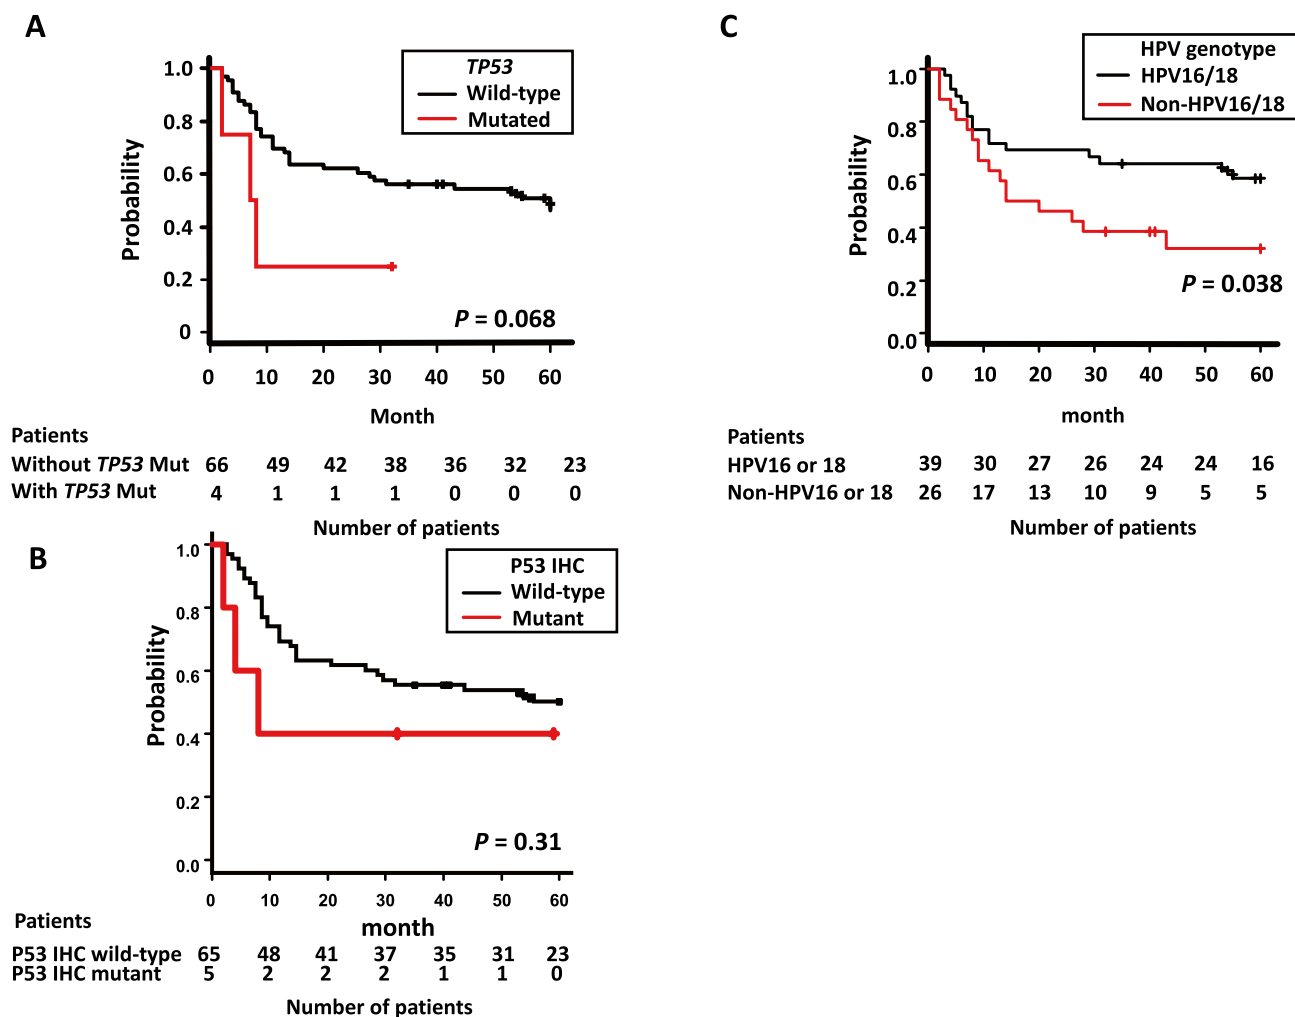 A
TP53
Wild-type
Mutated
1.0
0.8
0.6
0.4
0.2
0
Probability
P = 0.068
0 10 20 30 40 50 60
Month
Patients
Without TP53 Mut 66 49 42 38 36 32 23
With TP53 Mut 4 1 1 1 0 0 0
Number of patients
B
P53 IHC
Wild-type
Mutant
1.0
0.8
0.6
0.4
0.2
0.0
Probability
P = 0.31
0 10 20 30 40 50 60
month
Patients
P53 IHC wild-type 65 48 41 37 35 31 23
P53 IHC mutant 5 2 2 2 1 1 0
Number of patients
C
HPV genotype
HPV16/18
Non-HPV16/18
1.0
0.8
0.6
0.4
0.2
0.0
Probability
P = 0.038
0 10 20 30 40 50 60
month
Patients
HPV16 or 18 39 30 27 26 24 24 16
Non-HPV16 or 18 26 17 13 10 9 5 5
Number of patients